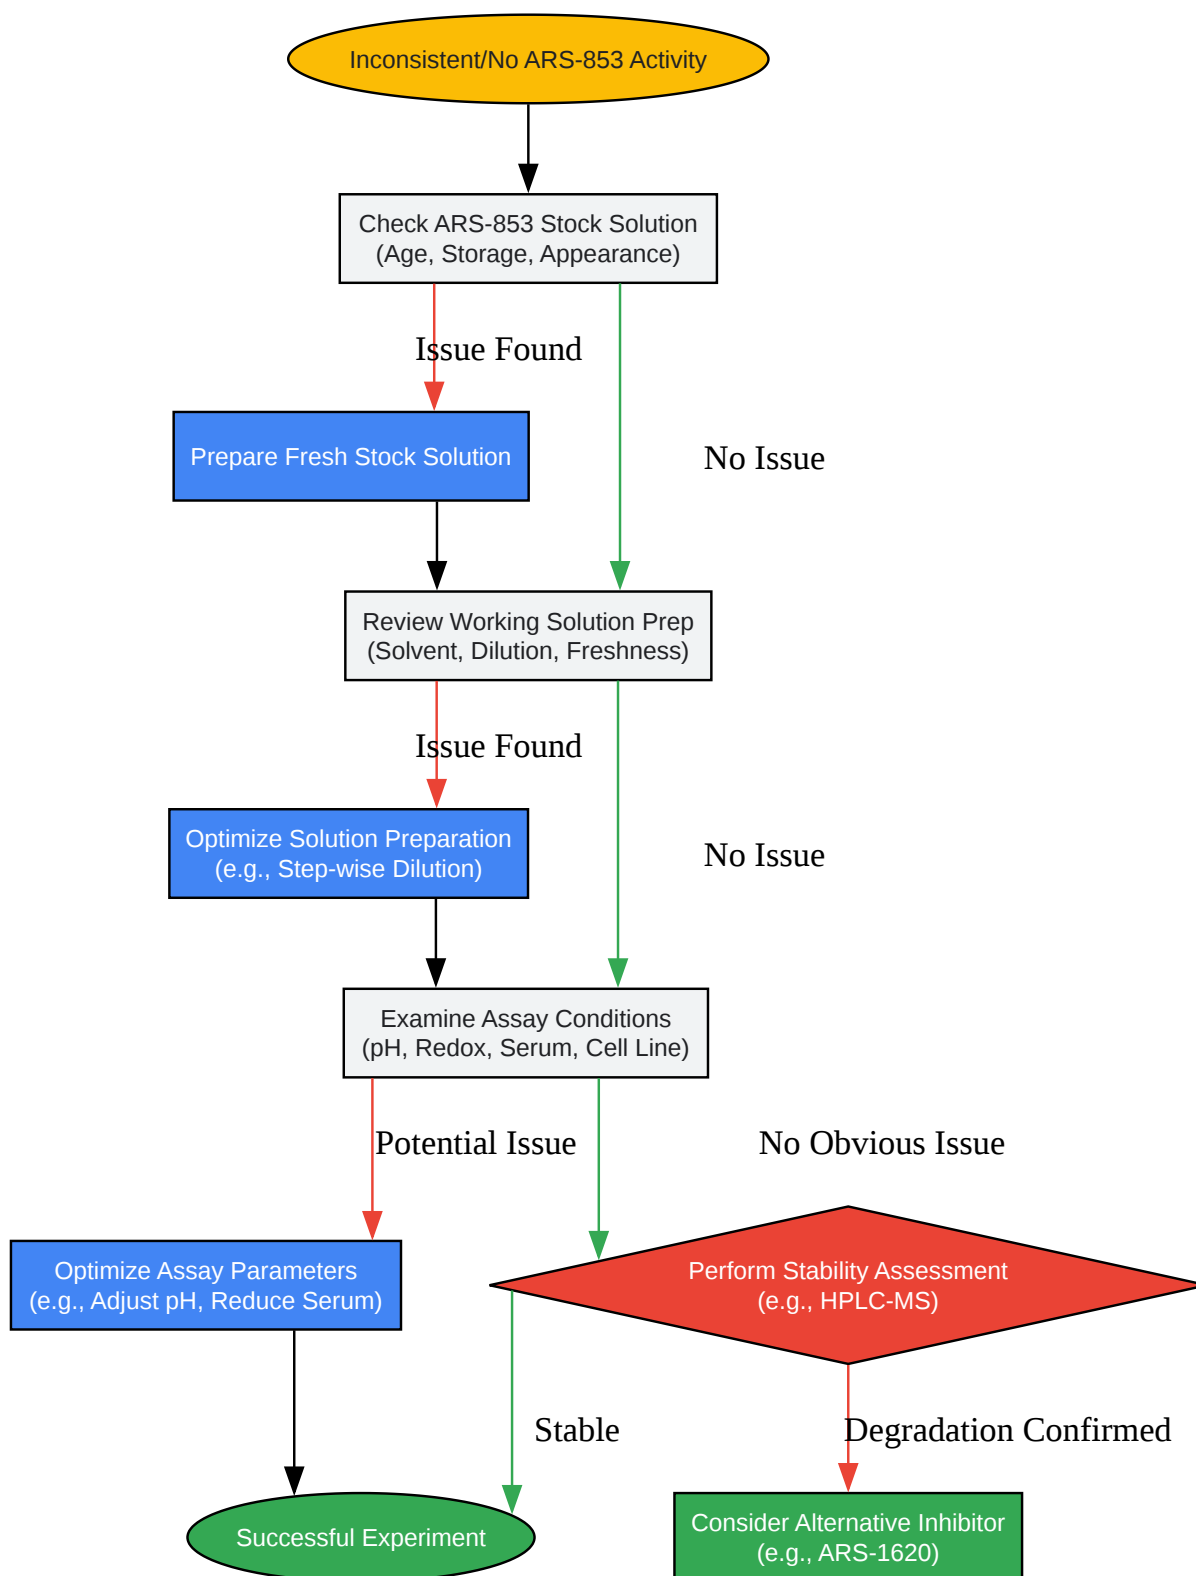 Inconsistent/No ARS-853 Activity
Check ARS-853 Stock Solution
(Age, Storage, Appearance)
Issue Found
Prepare Fresh Stock Solution
No Issue
Review Working Solution Prep
(Solvent, Dilution, Freshness)
Issue Found
Optimize Solution Preparation
(e.g., Step-wise Dilution)
No Issue
Examine Assay Conditions
(pH, Redox, Serum, Cell Line)
Potential Issue
No Obvious Issue
Optimize Assay Parameters
(e.g., Adjust pH, Reduce Serum)
Perform Stability Assessment
(e.g., HPLC-MS)
Stable
Degradation Confirmed
Successful Experiment
Consider Alternative Inhibitor
(e.g., ARS-1620)